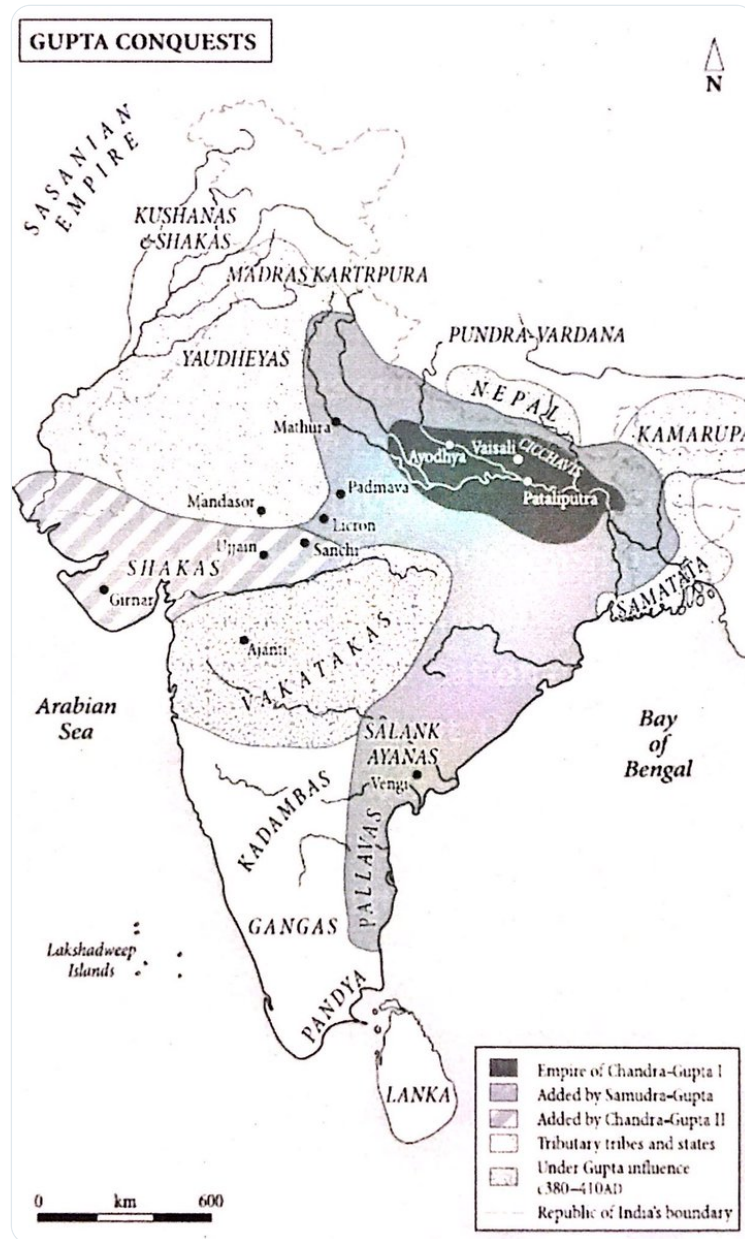 GUPTA CONQUESTS
N
SASANIAN
EMPIRE
KUSHANAS
& SHAKAS
MADRAS KARTRPURA
YAUDHEYAS
PUNDRA-VARDANA
NEPAL
KAMARUPA
Mathura
Ayodhya
Vaisali
CICCHAVIS
Pataliputra
Padmava
Mandasor
Licron
Ujjain
Sanchi
SHAKAS
Girnar
SAMATATA
Ajanti
VAKATAKAS
Arabian
Sea
Bay
of
Bengal
SALANK
AYANAS
Vengi
KADAMBAS
PALLAVAS
GANGAS
Lakshadweep
Islands
PANDYA
LANKA
Empire of Chandra-Gupta I
Added by Samudra-Gupta
Added by Chandra-Gupta II
Tributary tribes and states
Under Gupta influence
c380–410AD
Republic of India's boundary
0 km 600